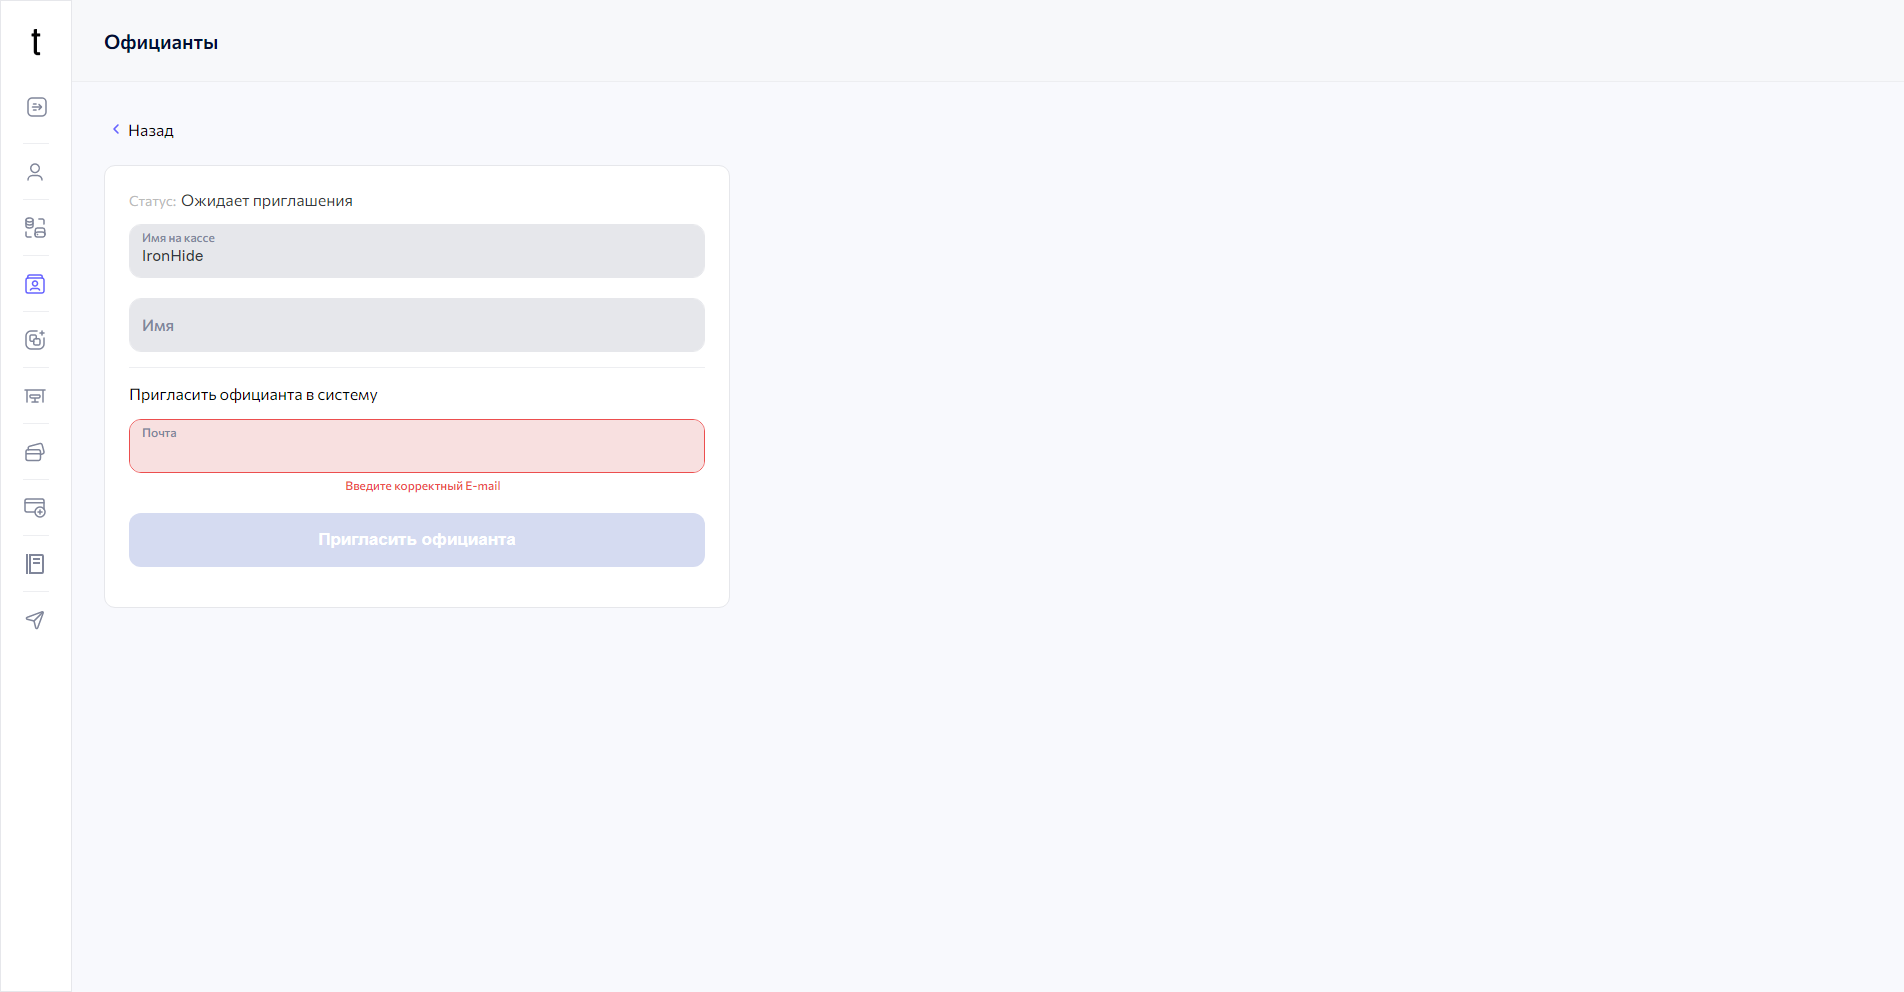 t
Официанты
Назад
Статус: Ожидает приглашения
Имя на кассе
IronHide
Имя
Пригласить официанта в систему
Почта
Введите корректный E-mail
Пригласить официанта